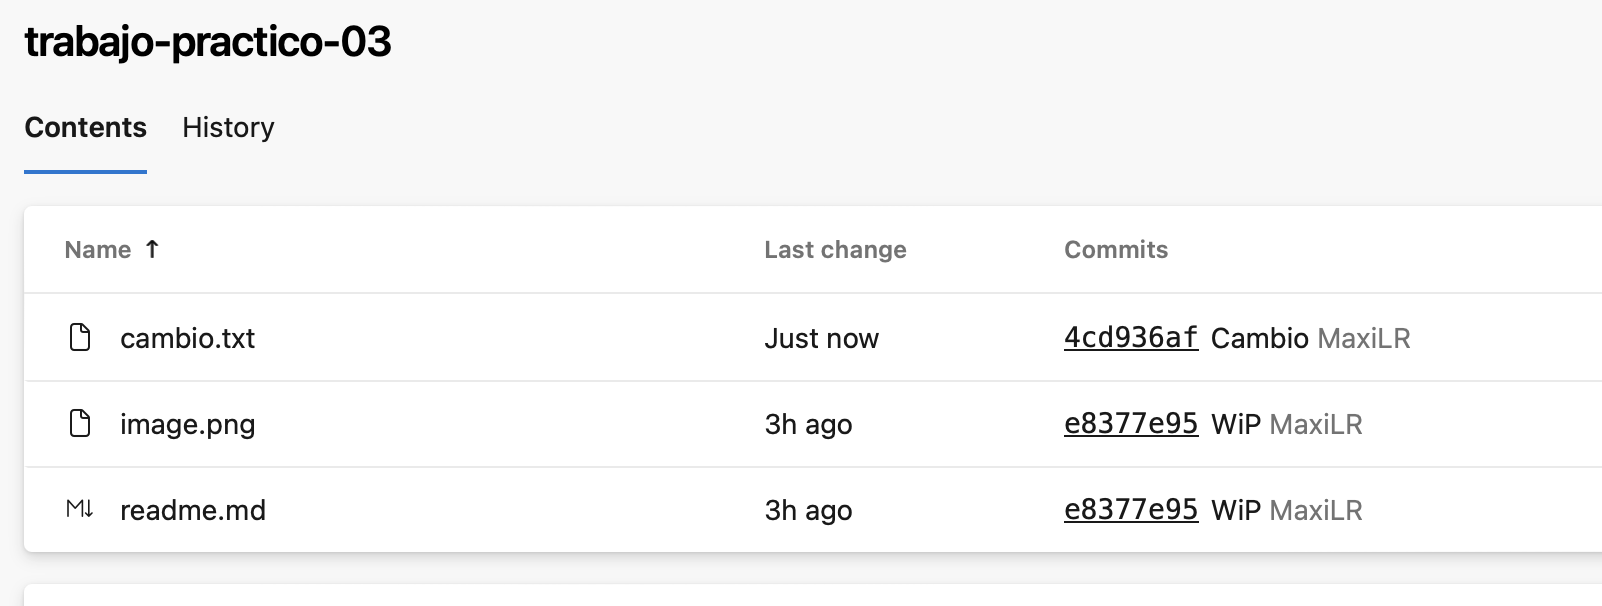 trabajo-practico-03
Contents History
Name ↑ Last change Commits
cambio.txt Just now 4cd936af Cambio MaxiLR
image.png 3h ago e8377e95 WiP MaxiLR
M↓ readme.md 3h ago e8377e95 WiP MaxiLR